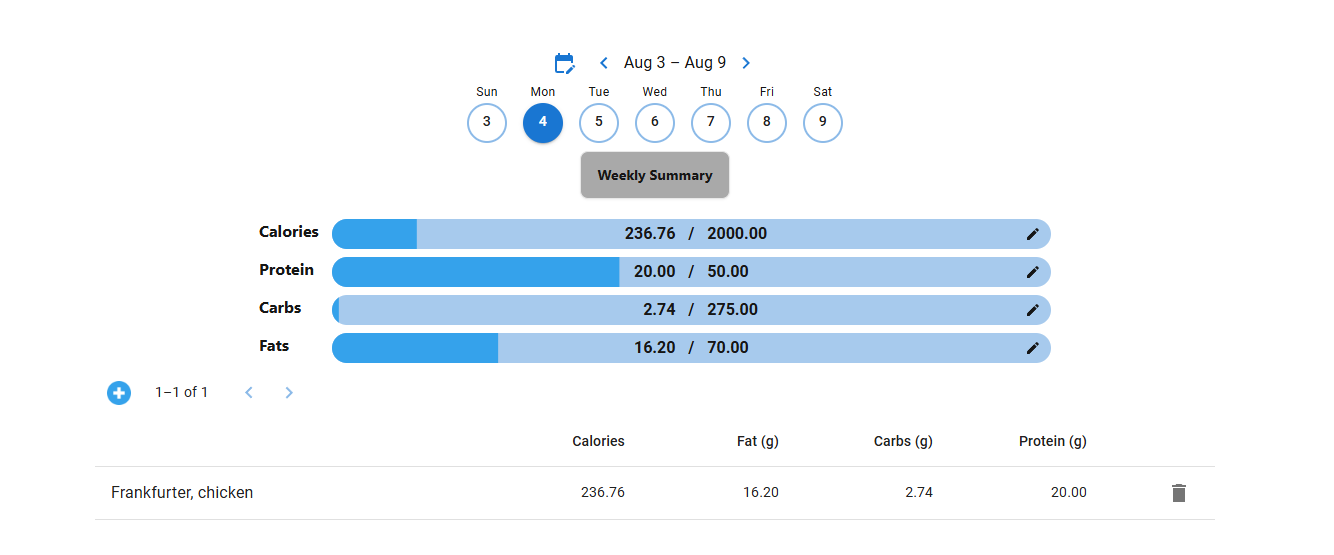 Aug 3 – Aug 9
Sun Mon Tue Wed Thu Fri Sat
3 4 5 6 7 8 9
Weekly Summary
Calories 236.76 / 2000.00
Protein 20.00 / 50.00
Carbs 2.74 / 275.00
Fats 16.20 / 70.00
1–1 of 1
Calories Fat (g) Carbs (g) Protein (g)
Frankfurter, chicken 236.76 16.20 2.74 20.00